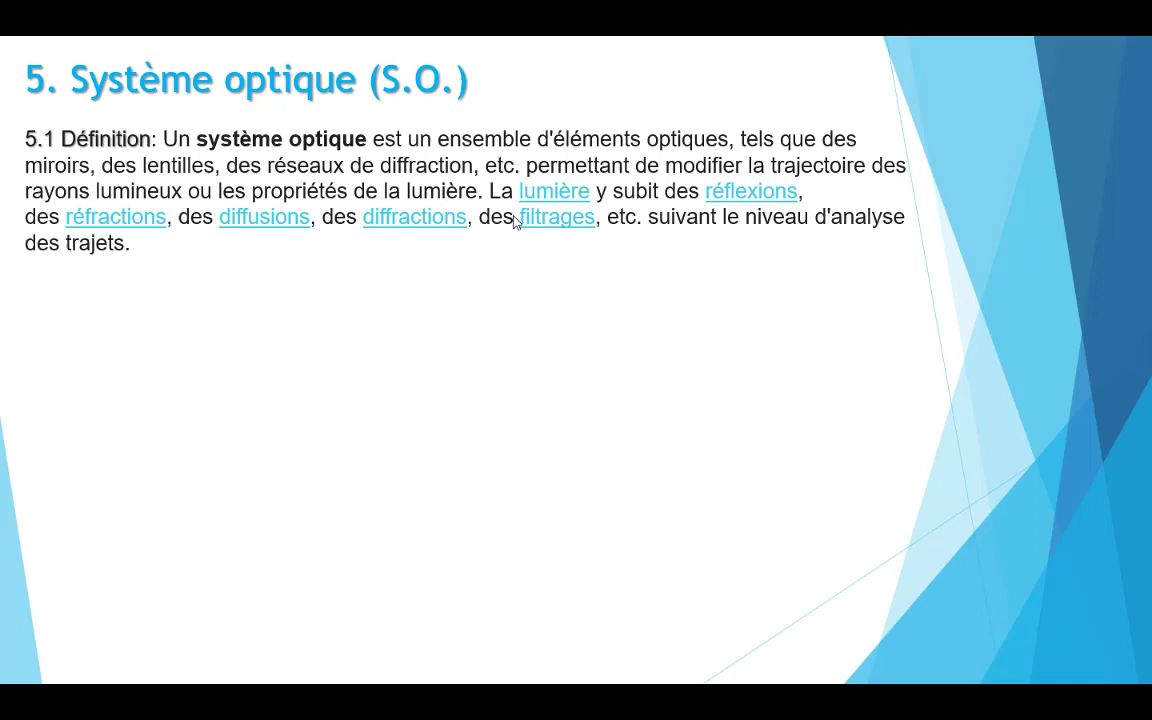 5. Système optique (S.O.)
5.1 Définition: Un système optique est un ensemble d'éléments optiques, tels que des
miroirs, des lentilles, des réseaux de diffraction, etc. permettant de modifier la trajectoire des
rayons lumineux ou les propriétés de la lumière. La lumière y subit des réflexions,
des réfractions, des diffusions, des diffractions, des filtrages, etc. suivant le niveau d'analyse
des trajets.